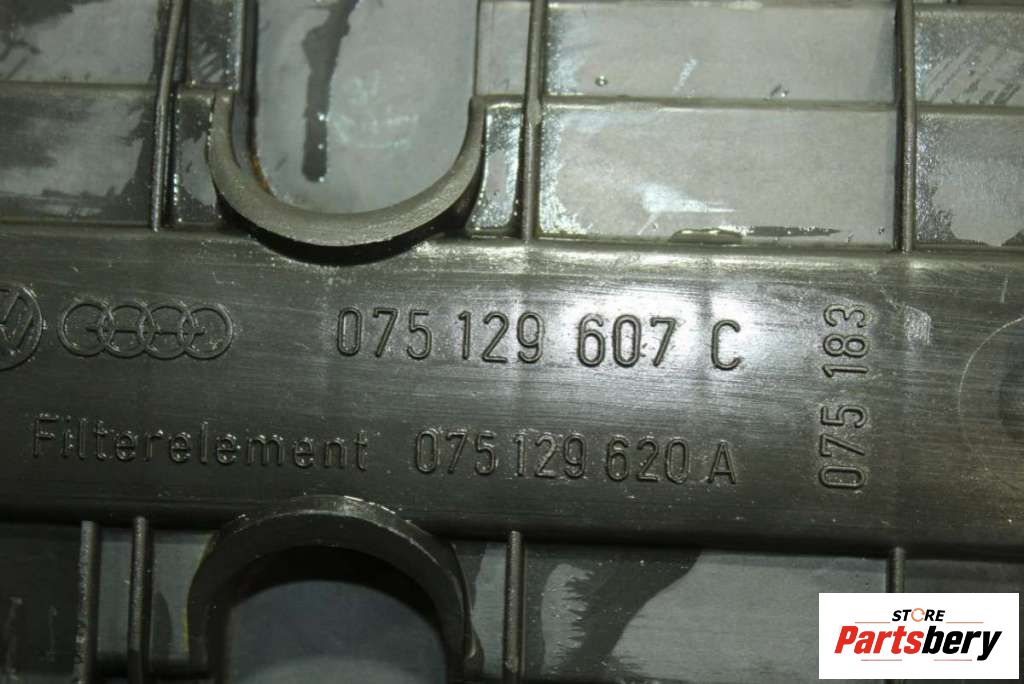 075 129 607 C
Filterelement 075 129 620 A
075 183
STORE
Partsbery